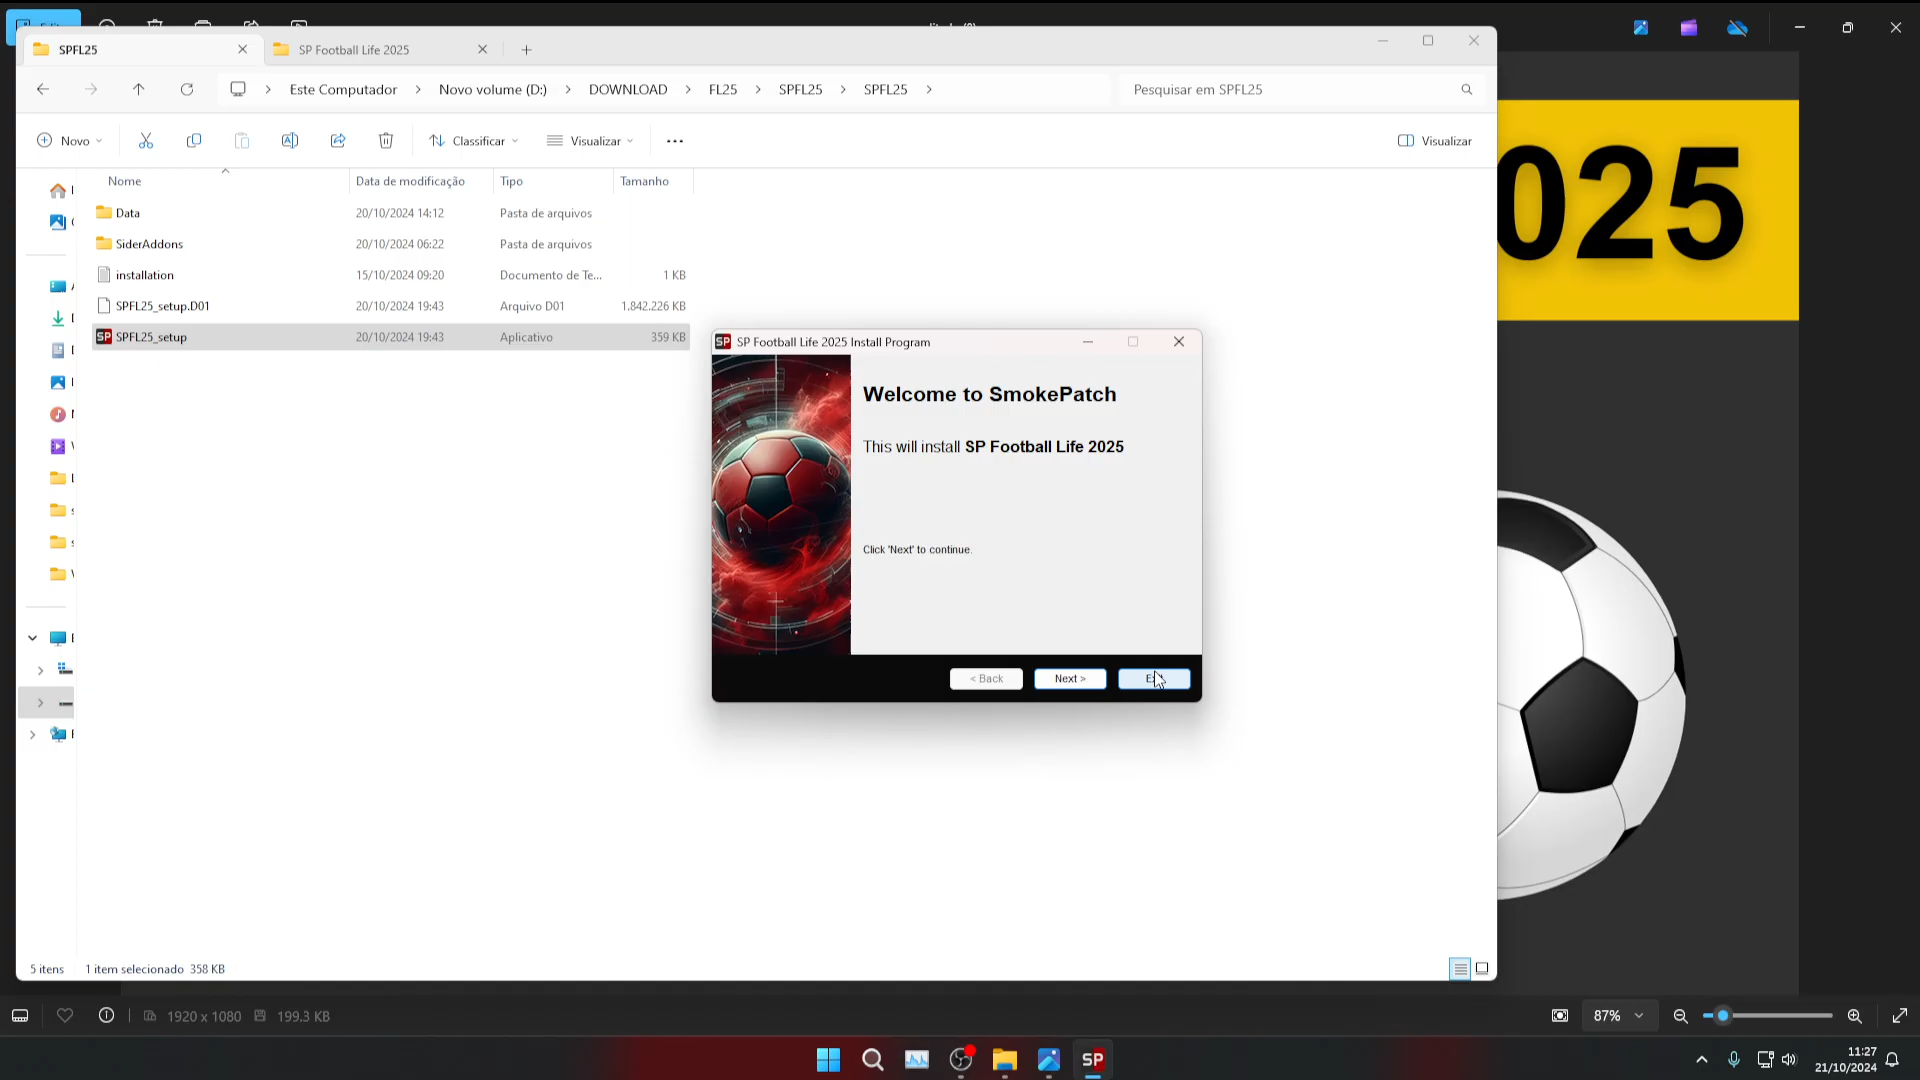 SPFL25
SP Football Life 2025
Este Computador
Novo volume (D:)
DOWNLOAD
FL25
SPFL25
SPFL25
Pesquisar em SPFL25
Novo
Classificar
Visualizar
Visualizar
Nome
Data de modificação
Tipo
Tamanho
Data
20/10/2024 14:12
Pasta de arquivos
SiderAddons
20/10/2024 06:22
Pasta de arquivos
installation
15/10/2024 09:20
Documento de Te...
1 KB
SPFL25_setup.D01
20/10/2024 19:43
Arquivo D01
1.842.226 KB
SP
SPFL25_setup
20/10/2024 19:43
Aplicativo
359 KB
025
SP
SP Football Life 2025 Install Program
Welcome to SmokePatch
This will install SP Football Life 2025
Click 'Next' to continue.
< Back
Next >
5 itens
1 item selecionado 358 KB
1920 x 1080
199.3 KB
87%
SP
11:27
21/10/2024